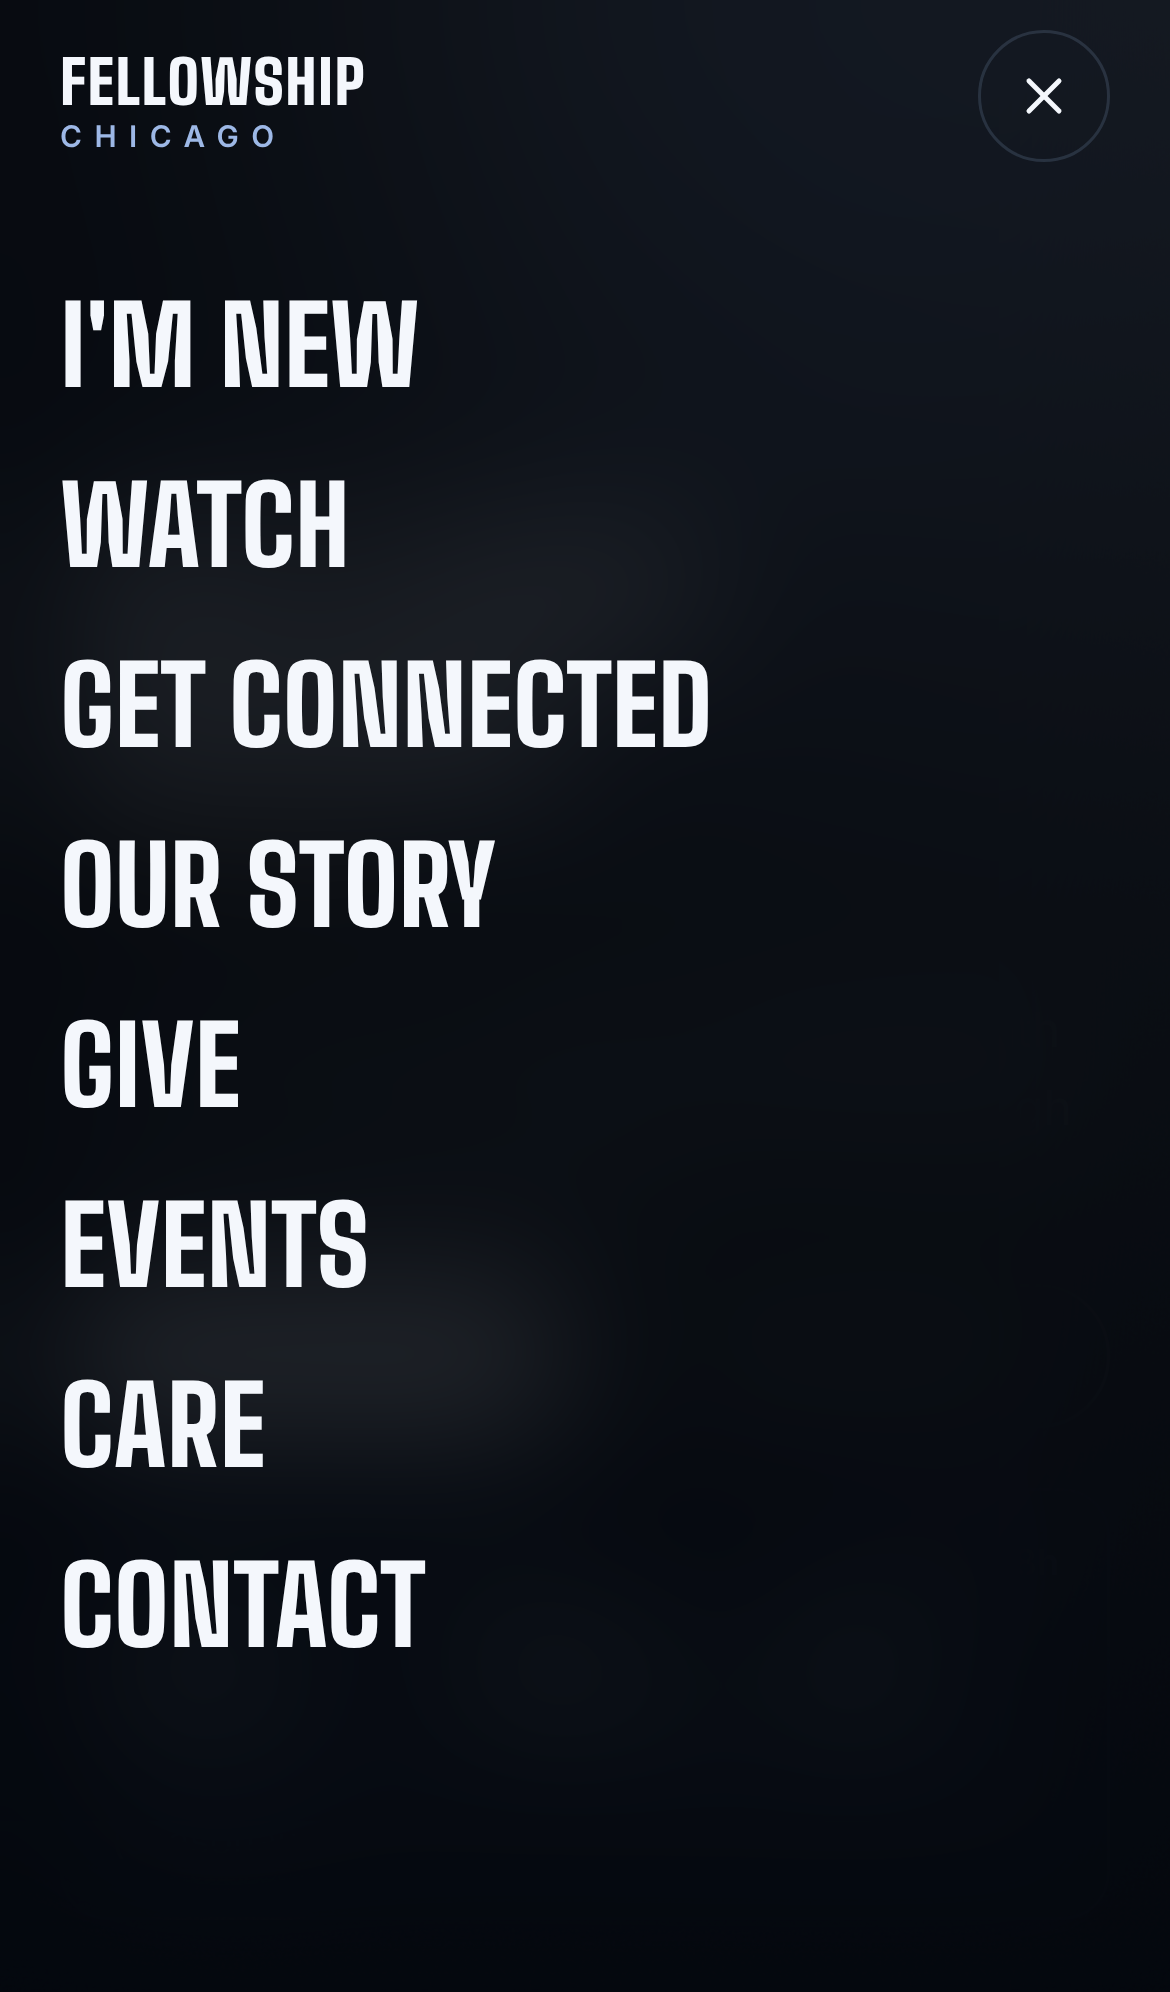 FELLOWSHIP
CHICAGO
I'M NEW
WATCH
GET CONNECTED
OUR STORY
GIVE
EVENTS
CARE
CONTACT